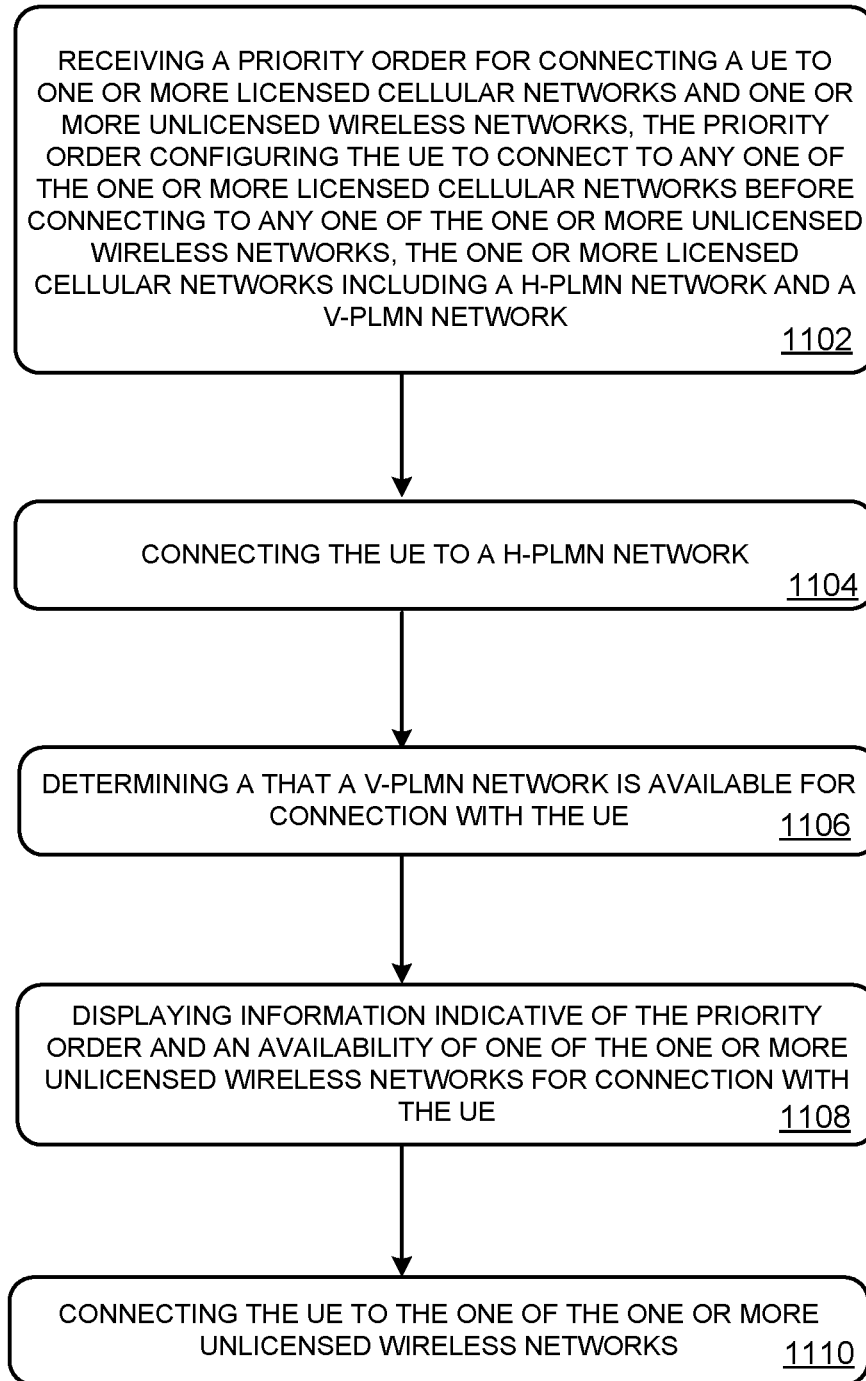 RECEIVING A PRIORITY ORDER FOR CONNECTING A UE TO
ONE OR MORE LICENSED CELLULAR NETWORKS AND ONE OR
MORE UNLICENSED WIRELESS NETWORKS, THE PRIORITY
ORDER CONFIGURING THE UE TO CONNECT TO ANY ONE OF
THE ONE OR MORE LICENSED CELLULAR NETWORKS BEFORE
CONNECTING TO ANY ONE OF THE ONE OR MORE UNLICENSED
WIRELESS NETWORKS, THE ONE OR MORE LICENSED
CELLULAR NETWORKS INCLUDING A H-PLMN NETWORK AND A
V-PLMN NETWORK
1102
CONNECTING THE UE TO A H-PLMN NETWORK
1104
DETERMINING A THAT A V-PLMN NETWORK IS AVAILABLE FOR
CONNECTION WITH THE UE
1106
DISPLAYING INFORMATION INDICATIVE OF THE PRIORITY
ORDER AND AN AVAILABILITY OF ONE OF THE ONE OR MORE
UNLICENSED WIRELESS NETWORKS FOR CONNECTION WITH
THE UE
1108
CONNECTING THE UE TO THE ONE OF THE ONE OR MORE
UNLICENSED WIRELESS NETWORKS
1110